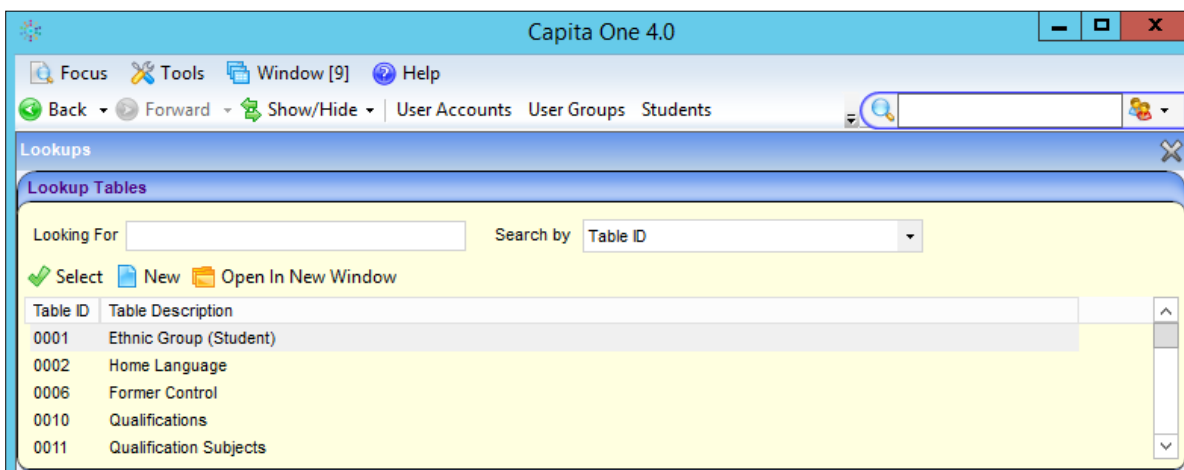 Capita One 4.0
Focus Tools Window [9] Help
Back Forward Show/Hide User Accounts User Groups Students
Lookups
Lookup Tables
Looking For Search by Table ID
Select New Open In New Window
Table ID Table Description
0001 Ethnic Group (Student)
0002 Home Language
0006 Former Control
0010 Qualifications
0011 Qualification Subjects